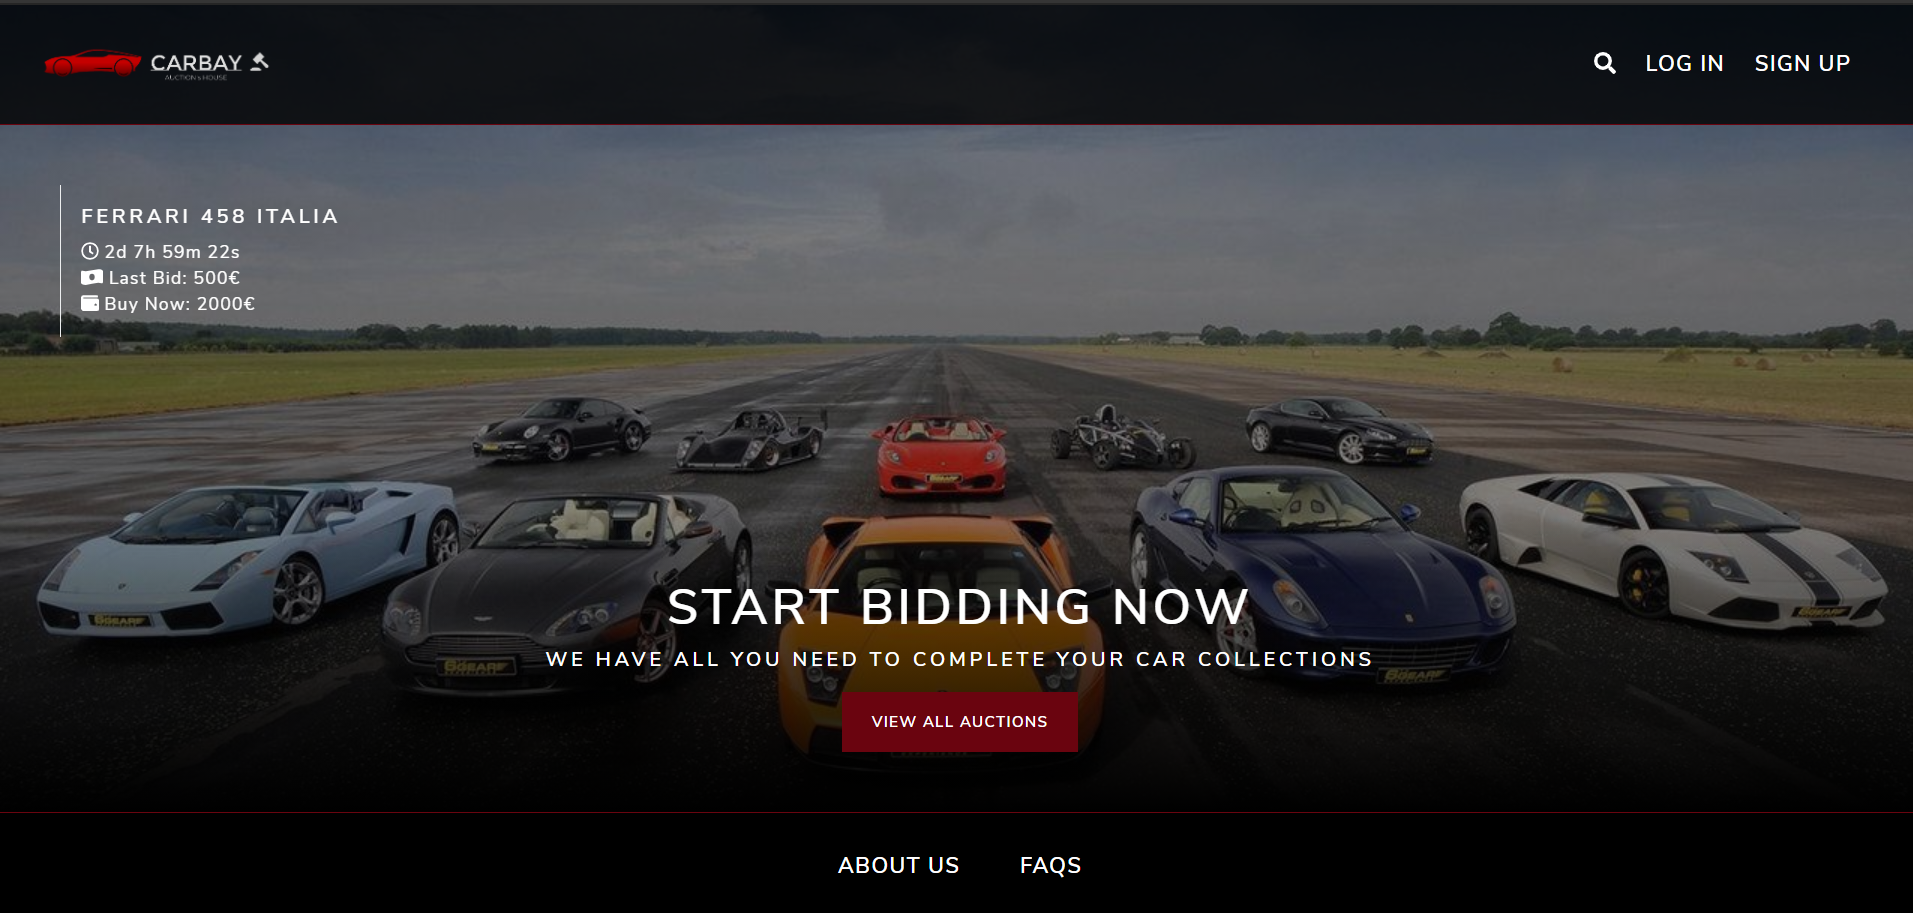 CARBAY
AUCTION's HOUSE
LOG IN
SIGN UP
FERRARI 458 ITALIA
2d 7h 59m 22s
Last Bid: 500€
Buy Now: 2000€
START BIDDING NOW
WE HAVE ALL YOU NEED TO COMPLETE YOUR CAR COLLECTIONS
VIEW ALL AUCTIONS
ABOUT US
FAQS